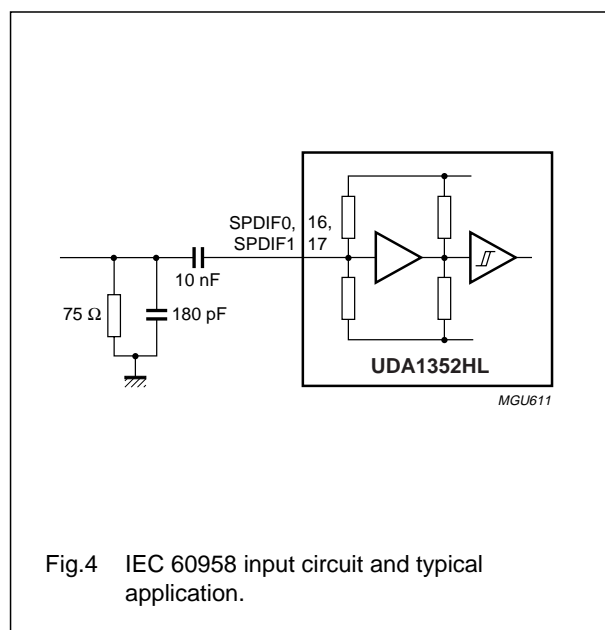 SPDIF0, 16,
SPDIF1 17
10 nF
75 Ω 180 pF
UDA1352HL
MGU611
Fig.4 IEC 60958 input circuit and typical
application.